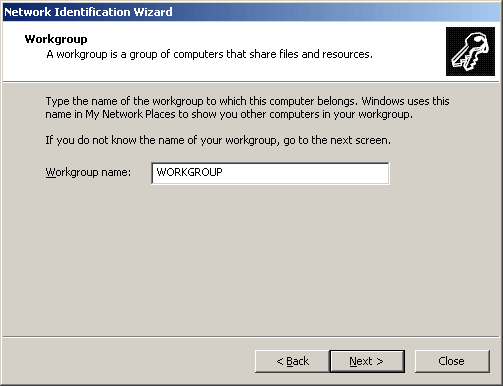 Network Identification Wizard
Workgroup
A workgroup is a group of computers that share files and resources.
Type the name of the workgroup to which this computer belongs. Windows uses this
name in My Network Places to show you other computers in your workgroup.
If you do not know the name of your workgroup, go to the next screen.
Workgroup name: WORKGROUP
< Back Next > Close